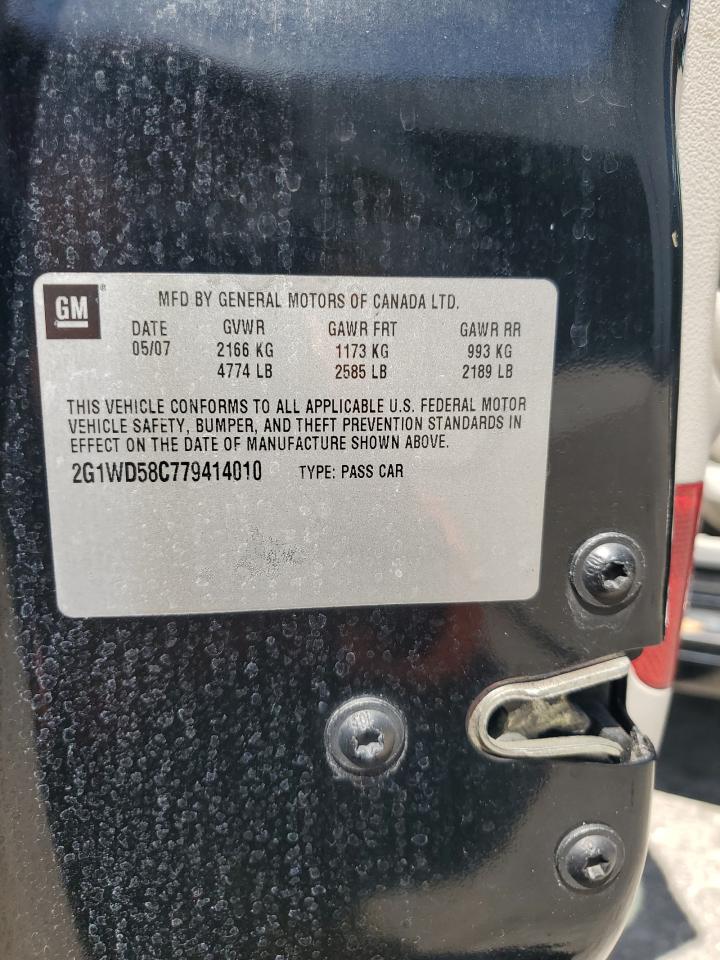 GM ®
MFD BY GENERAL MOTORS OF CANADA LTD.
DATE GVWR GAWR FRT GAWR RR
05/07 2166 KG 1173 KG 993 KG
4774 LB 2585 LB 2189 LB
THIS VEHICLE CONFORMS TO ALL APPLICABLE U.S. FEDERAL MOTOR
VEHICLE SAFETY, BUMPER, AND THEFT PREVENTION STANDARDS IN
EFFECT ON THE DATE OF MANUFACTURE SHOWN ABOVE.
2G1WD58C779414010 TYPE: PASS CAR